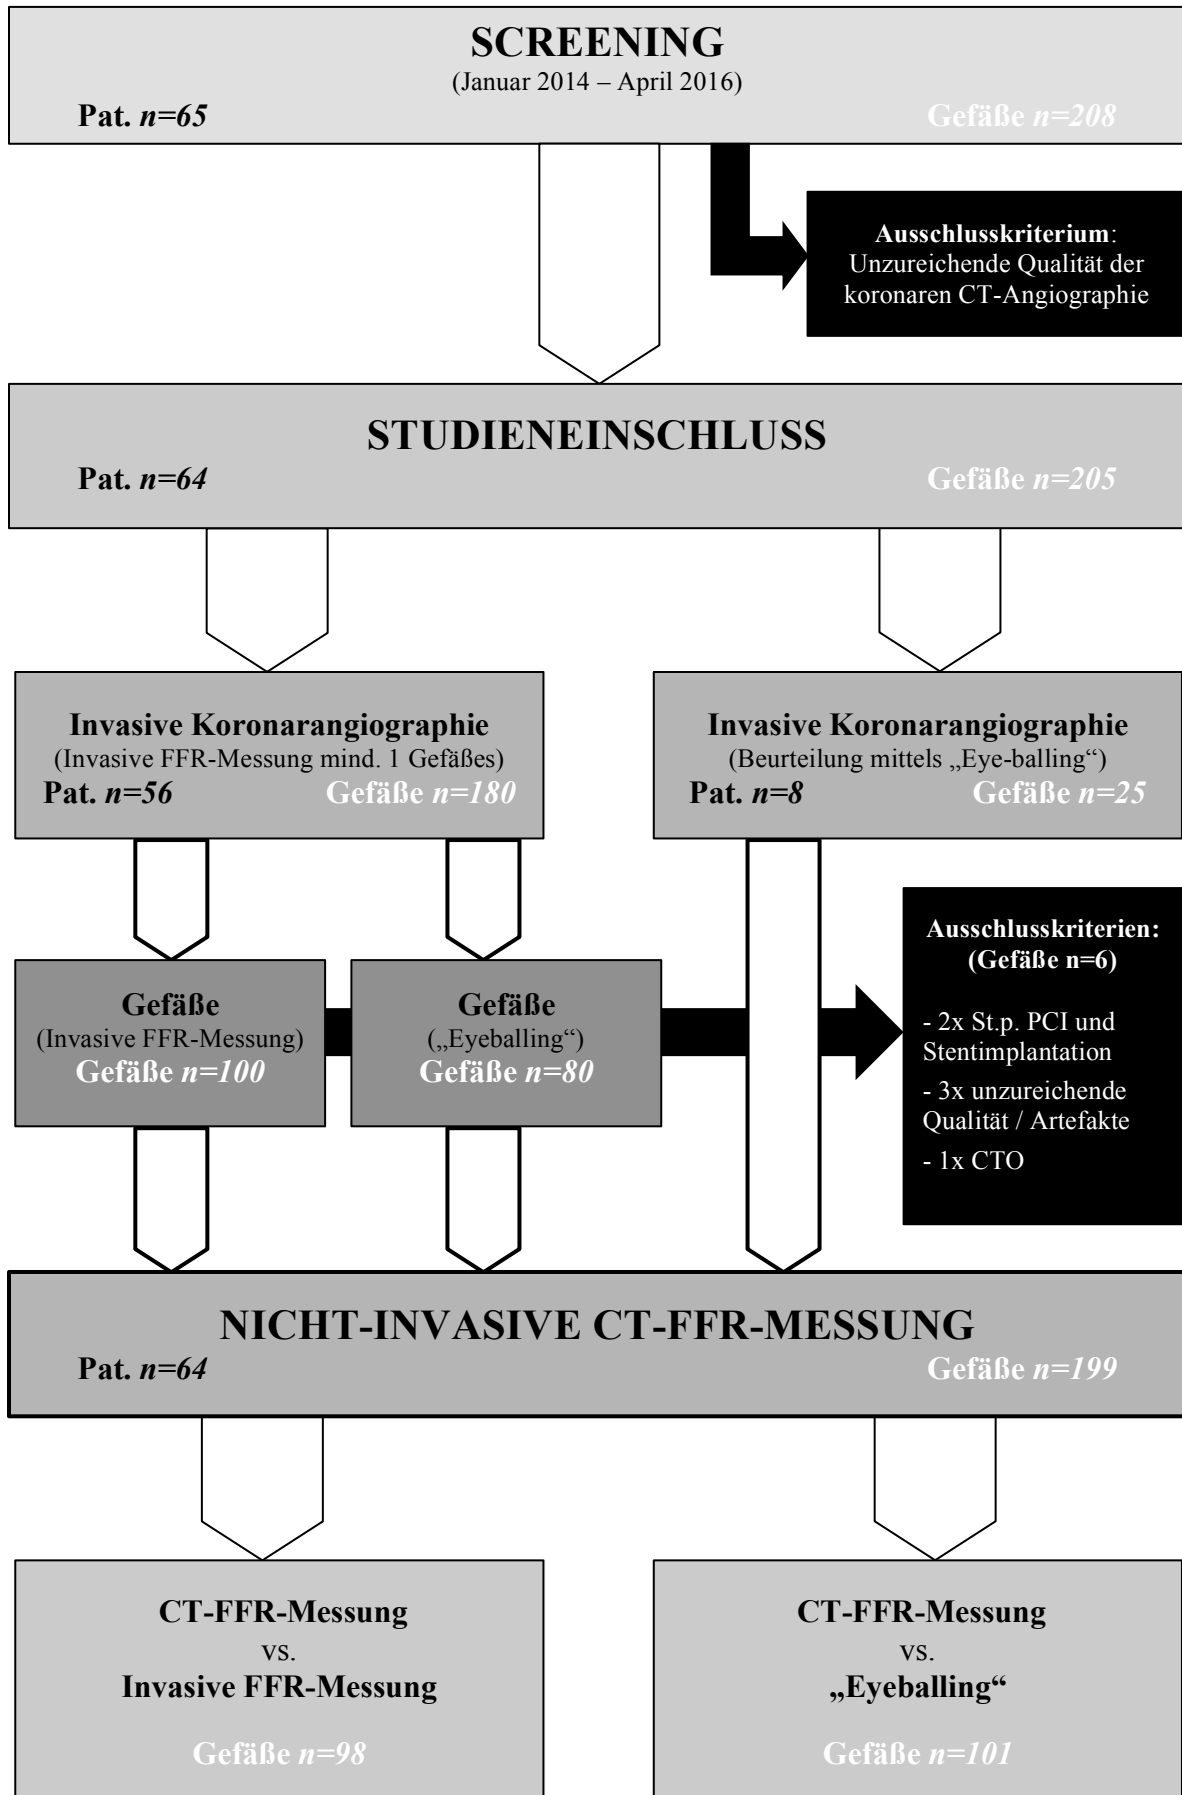 SCREENING
(Januar 2014 – April 2016)
Pat. n=65 Gefäße n=208
Ausschlusskriterium:
Unzureichende Qualität der
koronaren CT-Angiographie
STUDIENEINSCHLUSS
Pat. n=64 Gefäße n=205
Invasive Koronarangiographie
(Invasive FFR-Messung mind. 1 Gefäßes)
Pat. n=56 Gefäße n=180
Invasive Koronarangiographie
(Beurteilung mittels „Eye-balling“)
Pat. n=8 Gefäße n=25
Gefäße
(Invasive FFR-Messung)
Gefäße n=100
Gefäße
(„Eyeballing“)
Gefäße n=80
Ausschlusskriterien:
(Gefäße n=6)
- 2x St.p. PCI und
Stentimplantation
- 3x unzureichende
Qualität / Artefakte
- 1x CTO
NICHT-INVASIVE CT-FFR-MESSUNG
Pat. n=64 Gefäße n=199
CT-FFR-Messung
vs.
Invasive FFR-Messung
Gefäße n=98
CT-FFR-Messung
vs.
„Eyeballing“
Gefäße n=101